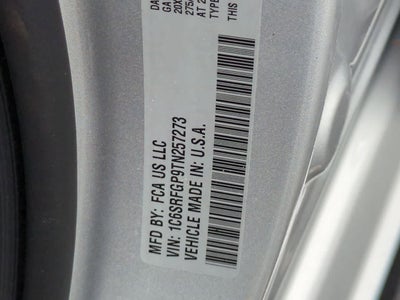 MFD BY: FCA US LLC
VIN: 1C6SRFGP9TN257273
VEHICLE MADE IN: U.S.A.